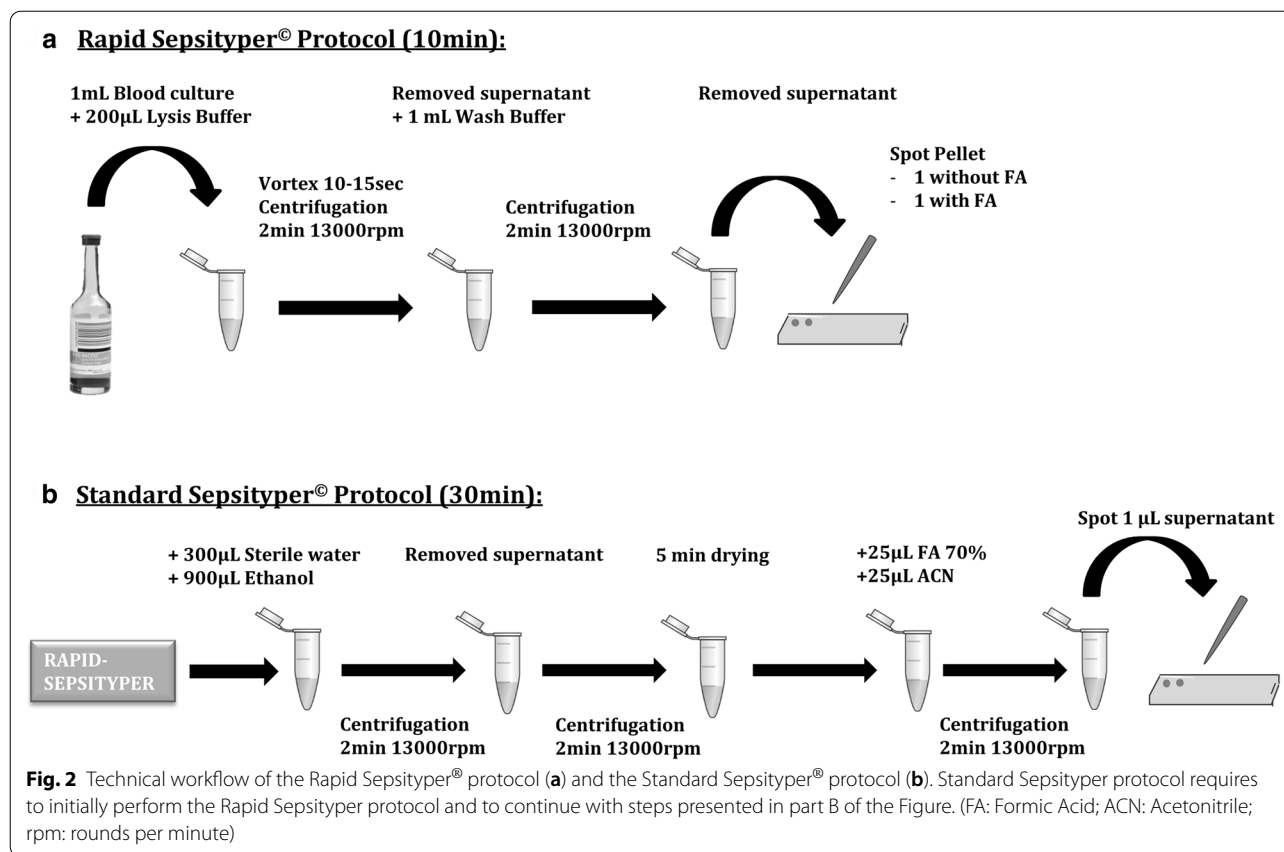 a Rapid Sepsityper© Protocol (10min):
1mL Blood culture
+ 200µL Lysis Buffer
Removed supernatant
+ 1 mL Wash Buffer
Removed supernatant
Vortex 10-15sec
Centrifugation
2min 13000rpm
Centrifugation
2min 13000rpm
Spot Pellet
- 1 without FA
- 1 with FA
b Standard Sepsityper© Protocol (30min):
+ 300µL Sterile water
+ 900µL Ethanol
Removed supernatant
5 min drying
+25µL FA 70%
+25µL ACN
Spot 1 µL supernatant
RAPID-
SEPSITYPER
Centrifugation
2min 13000rpm
Centrifugation
2min 13000rpm
Centrifugation
2min 13000rpm
Fig. 2 Technical workflow of the Rapid Sepsityper® protocol (a) and the Standard Sepsityper® protocol (b). Standard Sepsityper protocol requires
to initially perform the Rapid Sepsityper protocol and to continue with steps presented in part B of the Figure. (FA: Formic Acid; ACN: Acetonitrile;
rpm: rounds per minute)